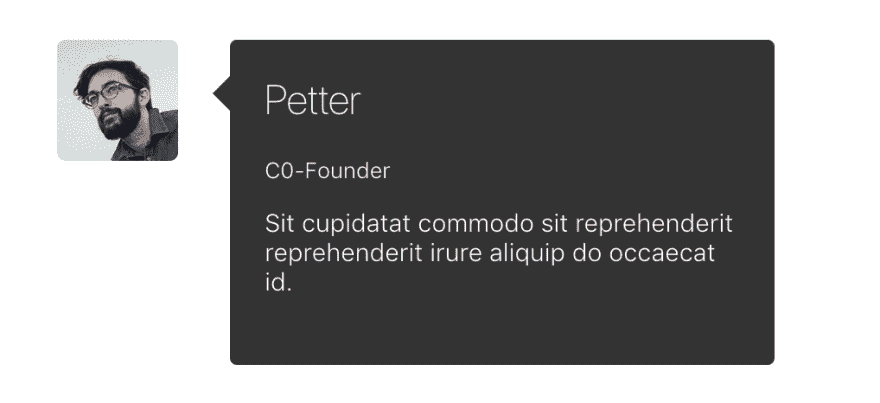 Petter
C0-Founder
Sit cupidatat commodo sit reprehenderit
reprehenderit irure aliquip do occaecat
id.